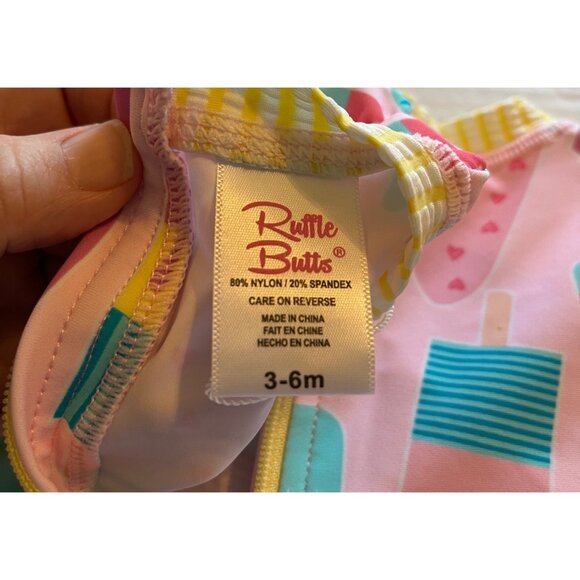 Ruffle
Butts®
80% NYLON / 20% SPANDEX
CARE ON REVERSE
MADE IN CHINA
FAIT EN CHINE
HECHO EN CHINA
3-6m